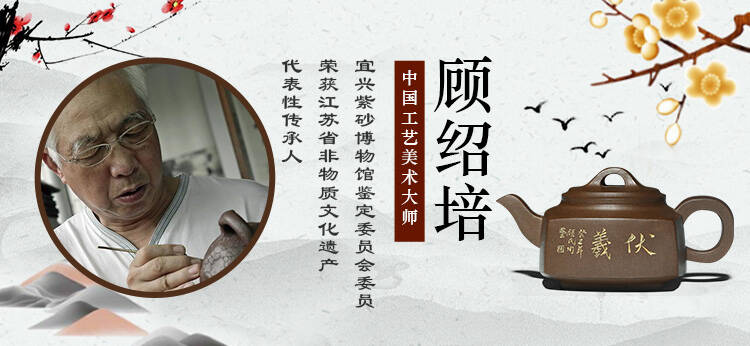 顾绍培
中国工艺美术大师
宜兴紫砂博物馆鉴定委员会委员
荣获江苏省非物质文化遗产
代表性传承人
伏羲